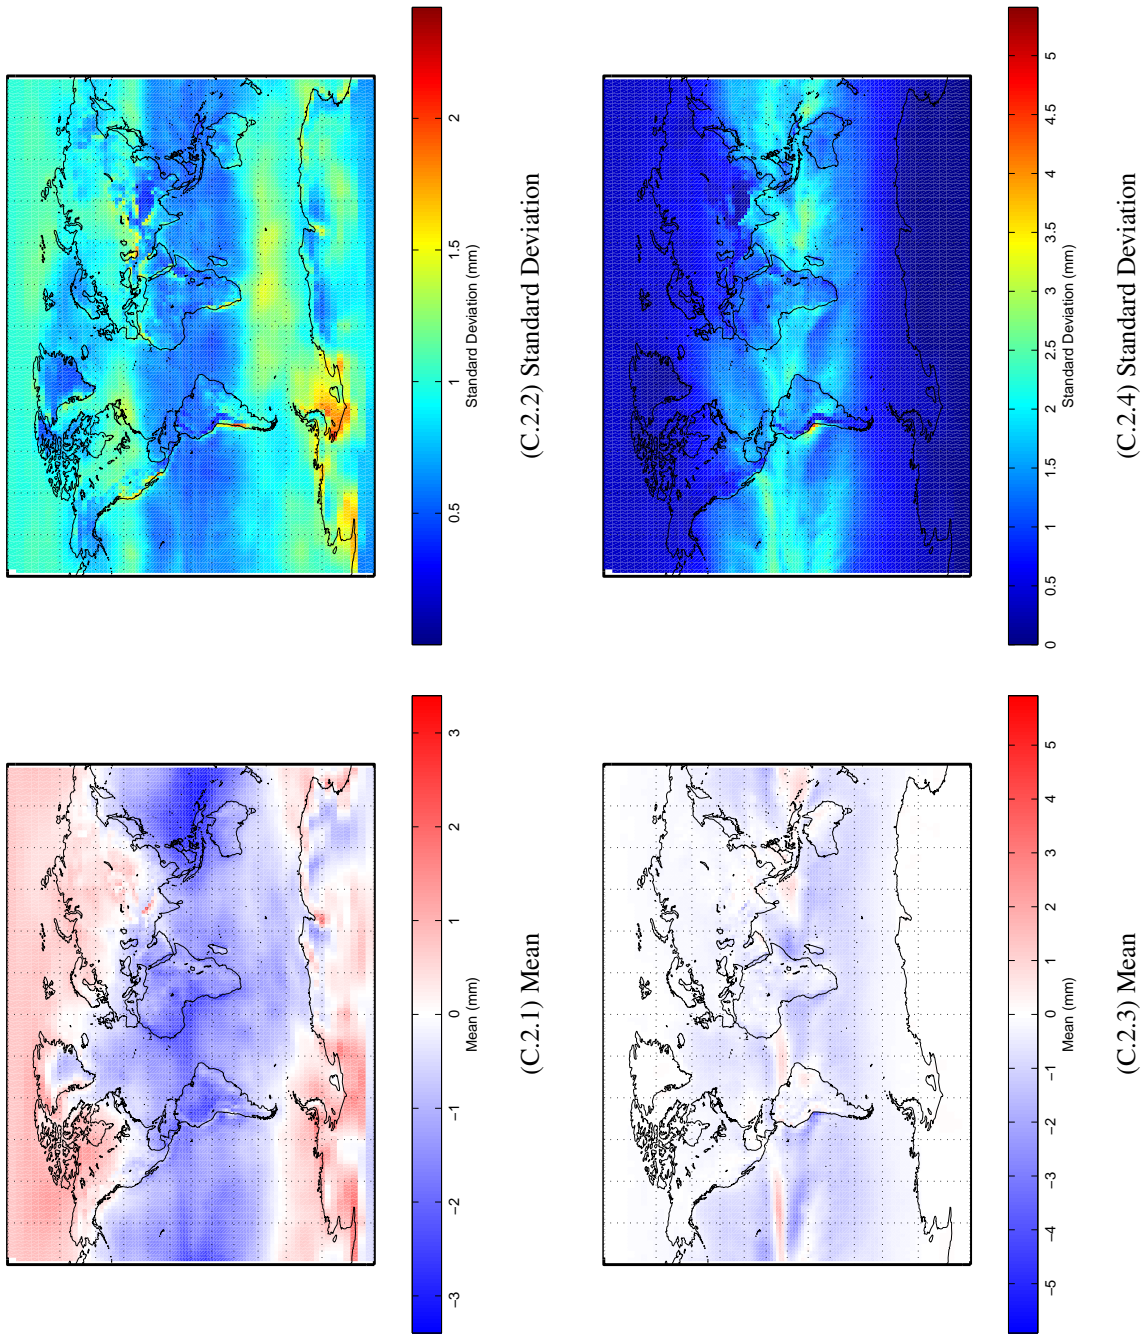 −3 −2 −1 0 1 2 3
Mean (mm)
(C.2.1) Mean
0.5 1 1.5 2
Standard Deviation (mm)
(C.2.2) Standard Deviation
−5 −4 −3 −2 −1 0 1 2 3 4 5
Mean (mm)
(C.2.3) Mean
0 0.5 1 1.5 2 2.5 3 3.5 4 4.5 5
Standard Deviation (mm)
(C.2.4) Standard Deviation